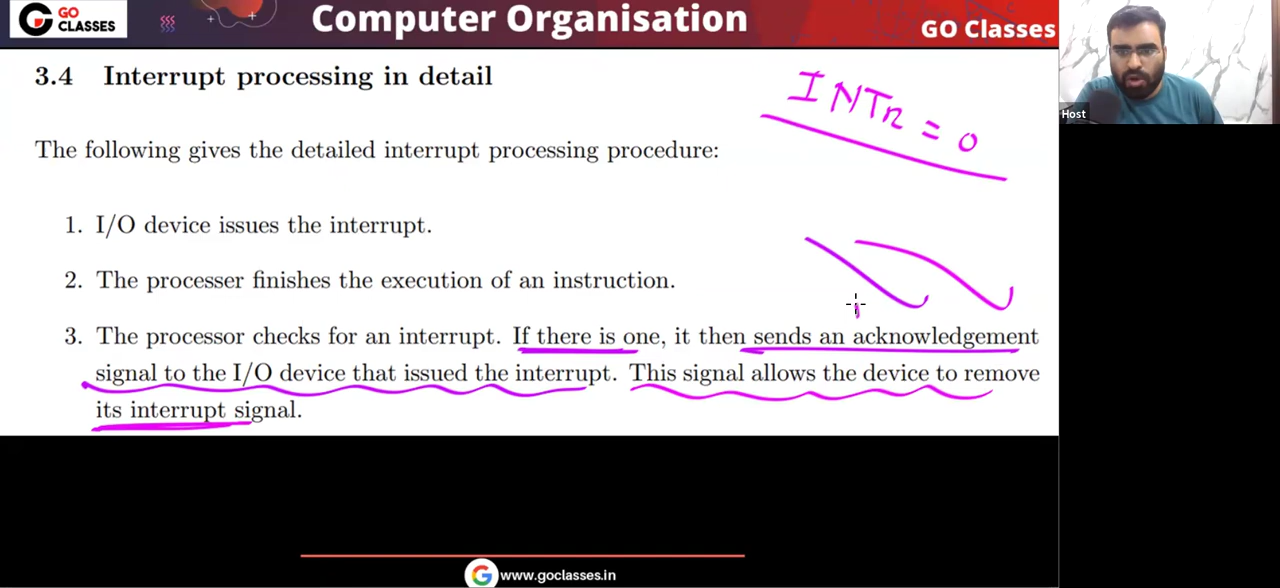 GO CLASSES
Computer Organisation
GO Classes
3.4 Interrupt processing in detail
INTr = 0
Host
The following gives the detailed interrupt processing procedure:
1. I/O device issues the interrupt.
2. The processer finishes the execution of an instruction.
3. The processor checks for an interrupt. If there is one, it then sends an acknowledgement
signal to the I/O device that issued the interrupt. This signal allows the device to remove
its interrupt signal.
www.goclasses.in